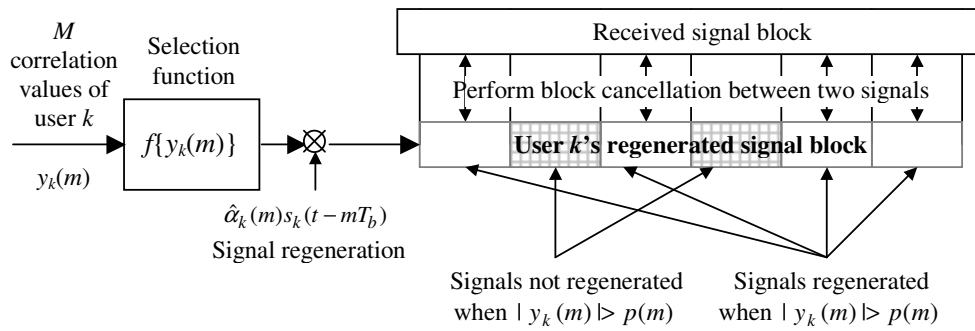 M
correlation
values of
user k
Selection
function
Received signal block
Perform block cancellation between two signals
f{y_k(m)}
User k's regenerated signal block
y_k(m)
α̂_k(m)s_k(t − mT_b)
Signal regeneration
Signals not regenerated
when | y_k(m)|> p(m)
Signals regenerated
when | y_k(m)|> p(m)